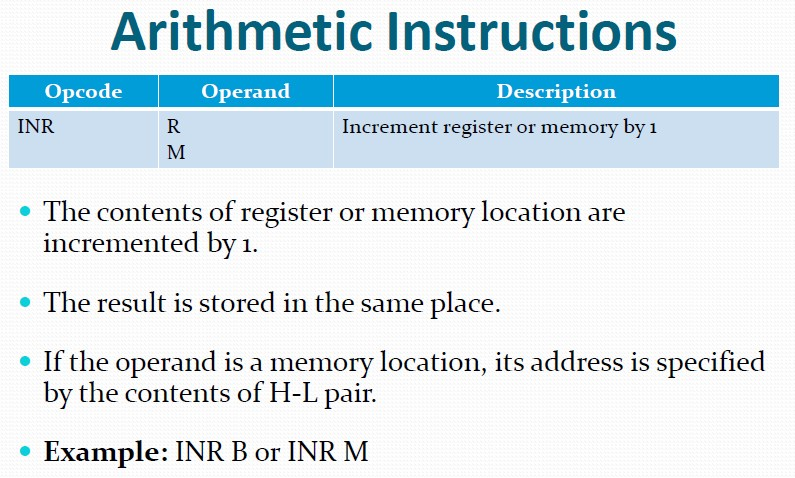 Arithmetic Instructions
Opcode Operand Description
INR R Increment register or memory by 1
M
• The contents of register or memory location are
incremented by 1.
• The result is stored in the same place.
• If the operand is a memory location, its address is specified
by the contents of H-L pair.
• Example: INR B or INR M